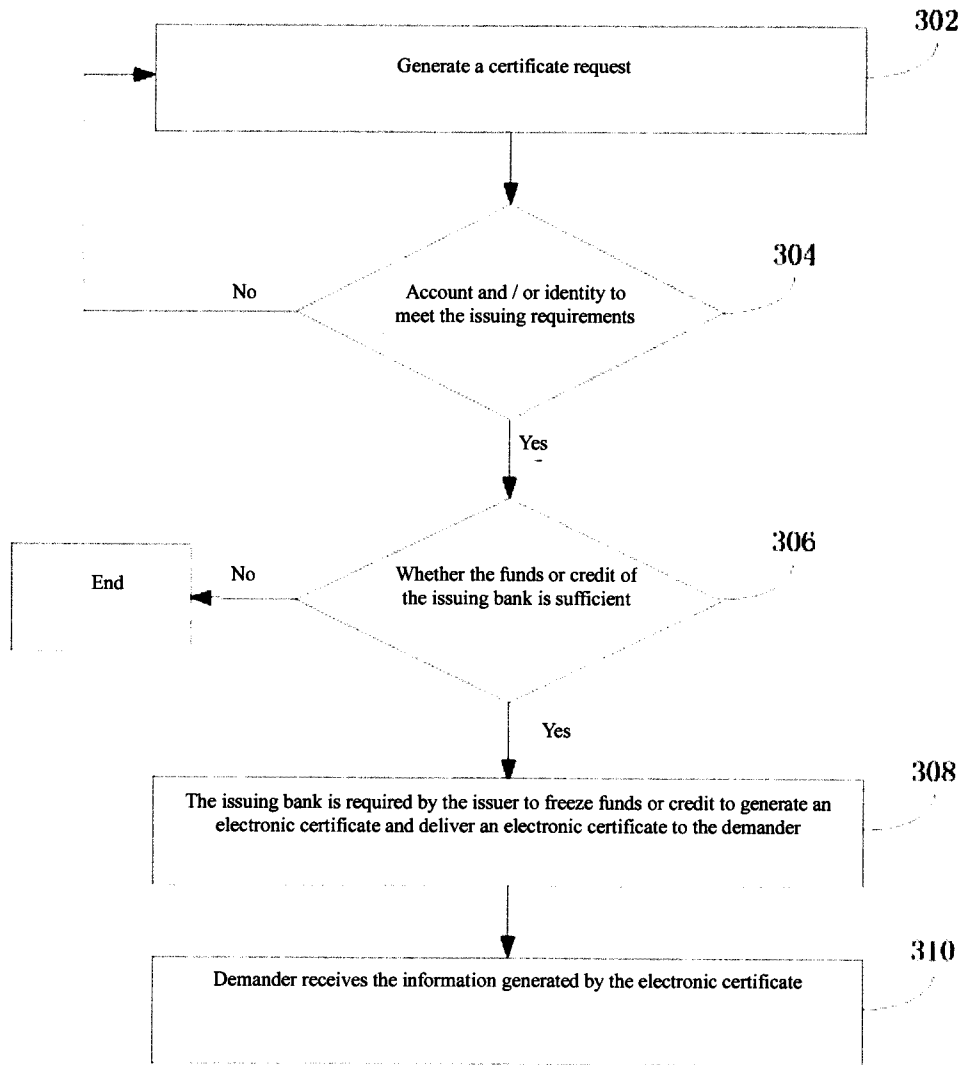 302
Generate a certificate request
304
No
Account and / or identity to
meet the issuing requirements
Yes
306
End
No
Whether the funds or credit of
the issuing bank is sufficient
Yes
308
The issuing bank is required by the issuer to freeze funds or credit to generate an
electronic certificate and deliver an electronic certificate to the demander
310
Demander receives the information generated by the electronic certificate